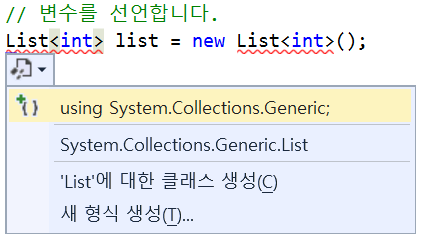 // 변수를 선언합니다.
List<int> list = new List<int>();
using System.Collections.Generic;
System.Collections.Generic.List
'List'에 대한 클래스 생성(C)
새 형식 생성(T)...